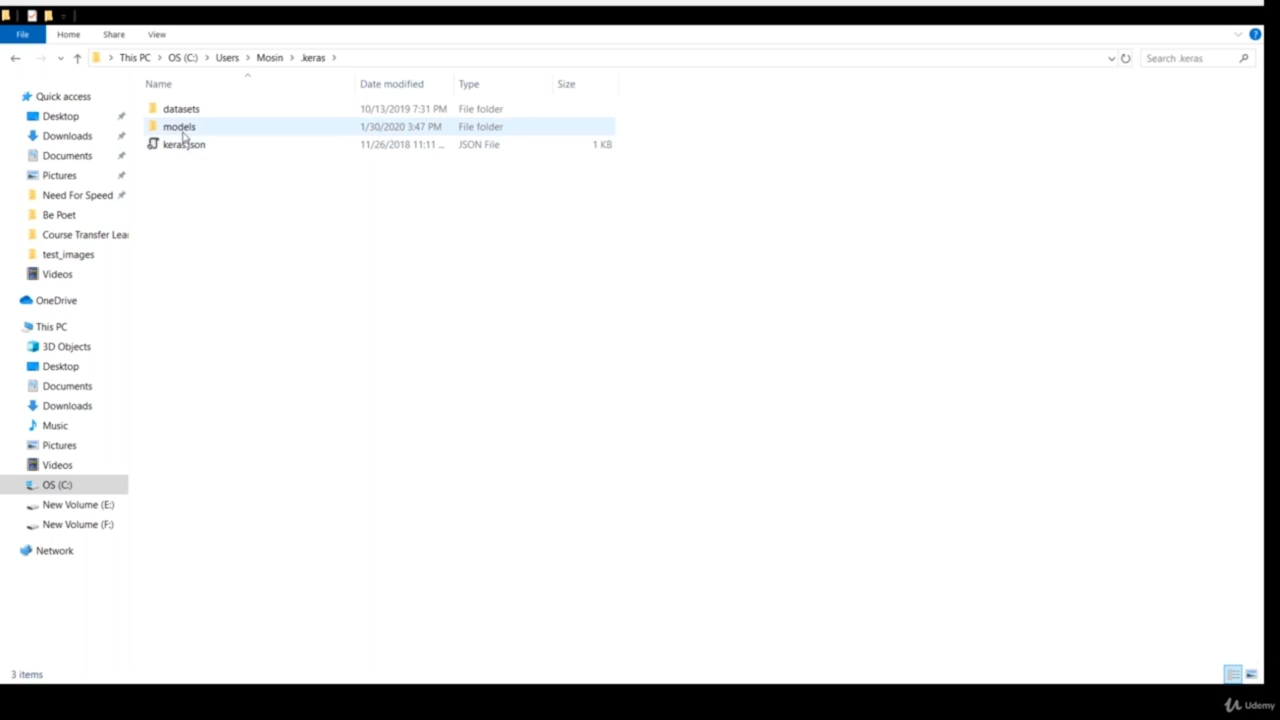 File Home Share View
This PC > OS (C:) > Users > Mosin > .keras >
Search .keras
Name Date modified Type Size
datasets 10/13/2019 7:31 PM File folder
models 1/30/2020 3:47 PM File folder
keras.json 11/26/2018 11:11 ... JSON File 1 KB
Quick access
Desktop
Downloads
Documents
Pictures
Need For Speed
Be Poet
Course Transfer Lear
test_images
Videos
OneDrive
This PC
3D Objects
Desktop
Documents
Downloads
Music
Pictures
Videos
OS (C:)
New Volume (E:)
New Volume (F:)
Network
3 items
Udemy